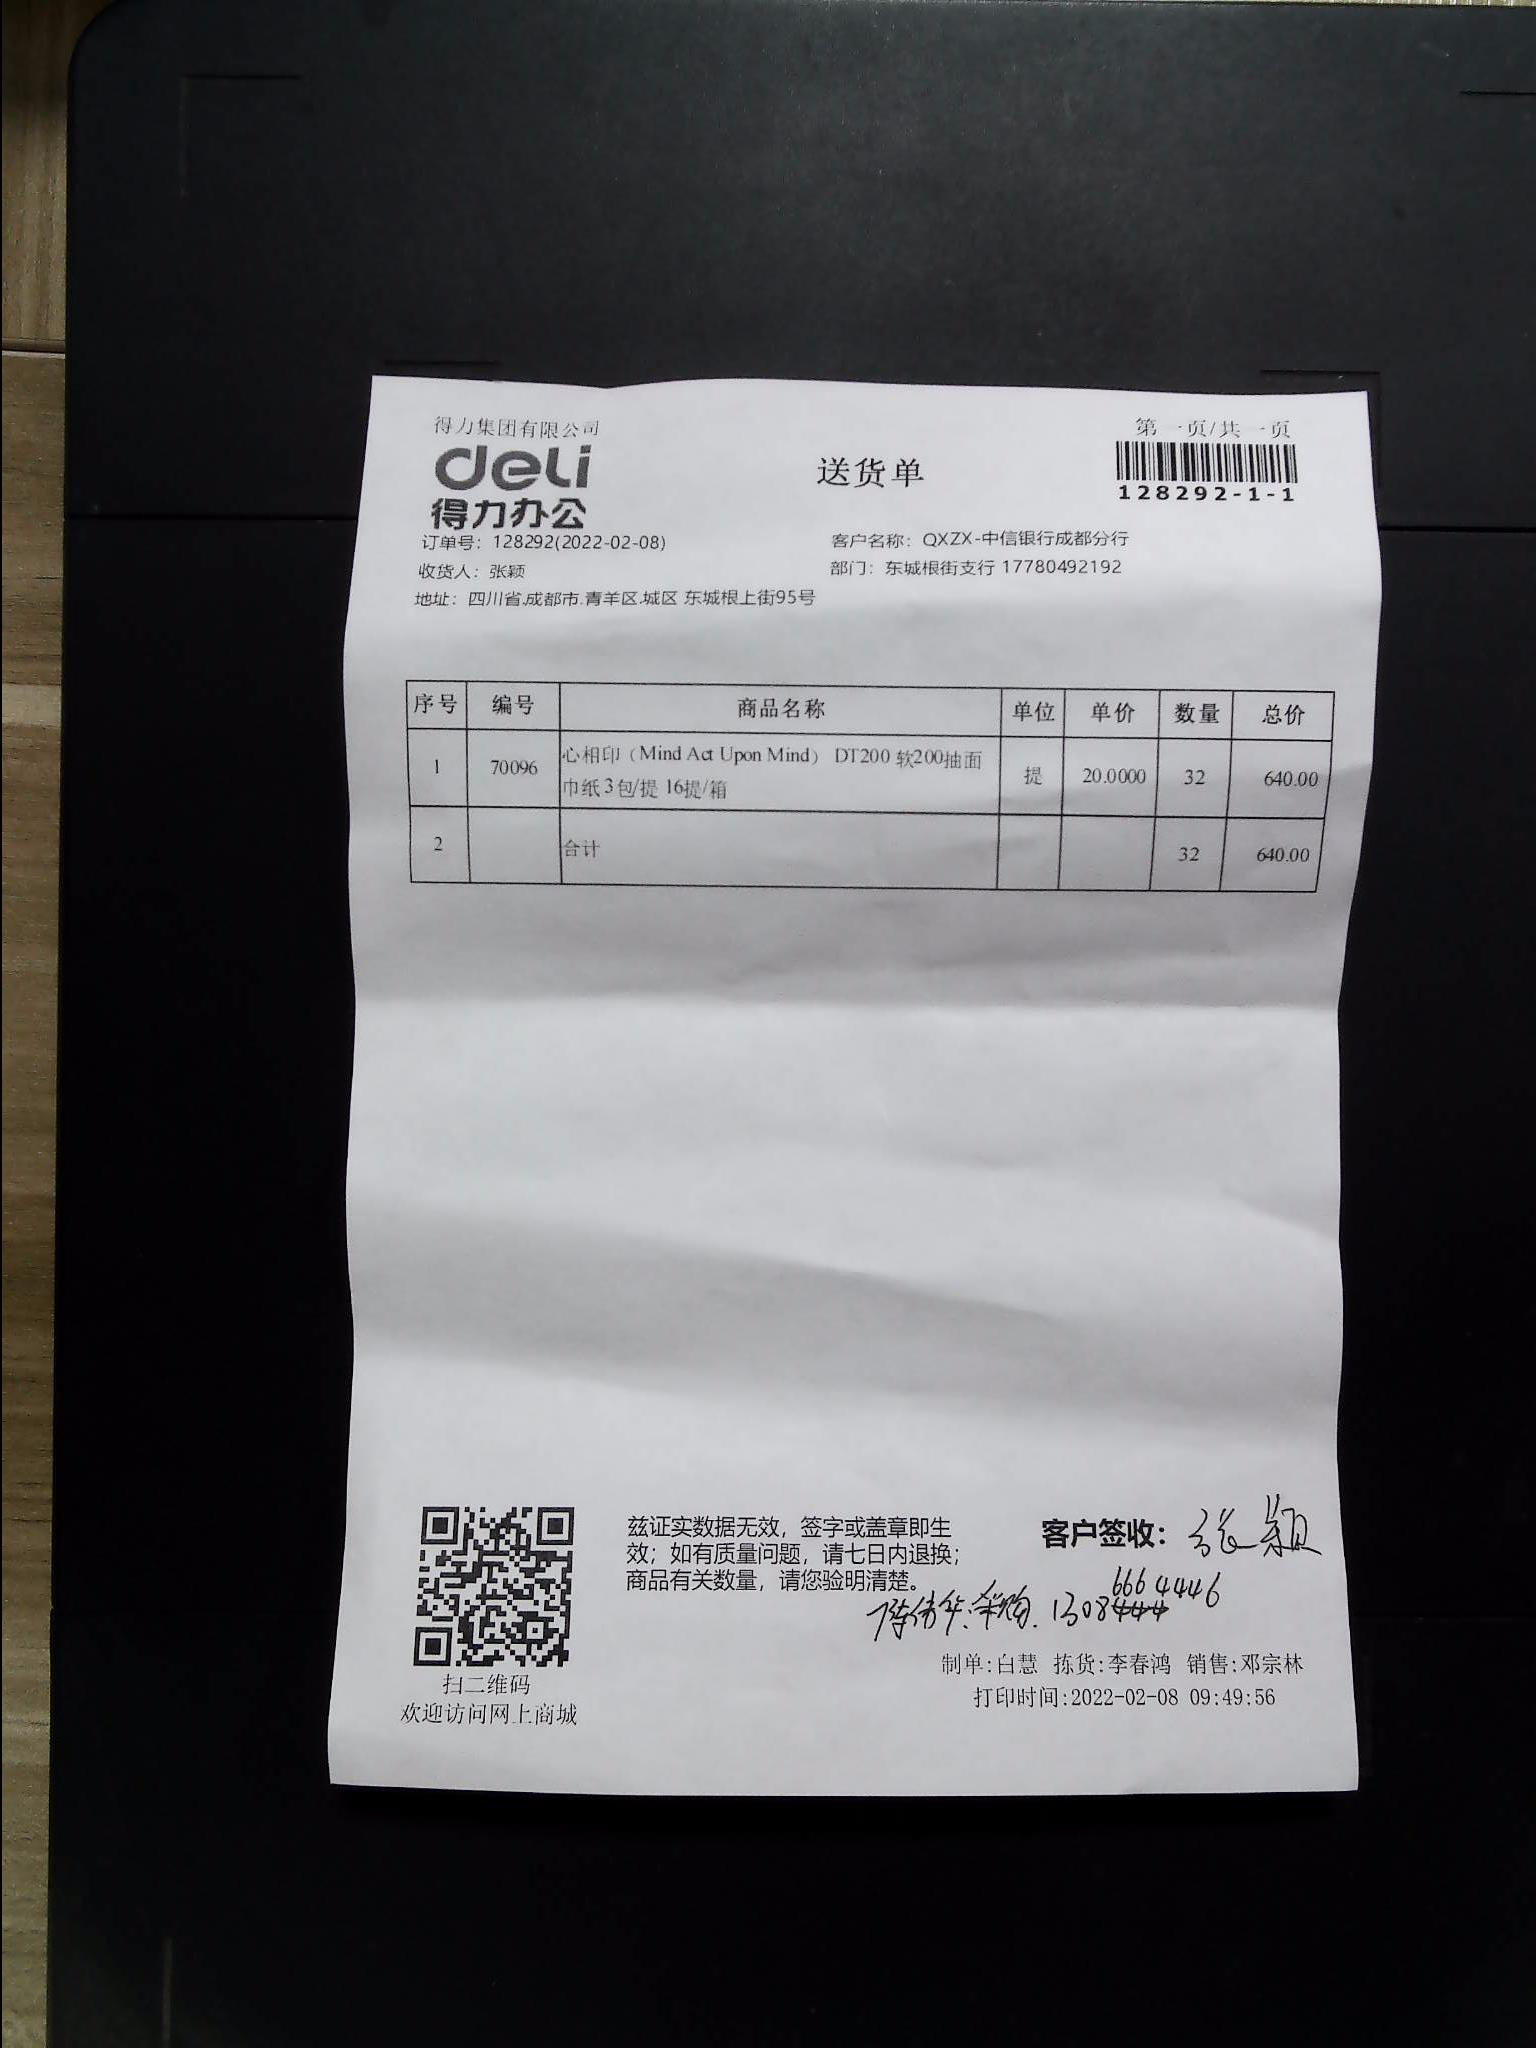 得力集团有限公司
第一页/共一页
deli
得力办公
送货单
128292-1-1
订单号：128292(2022-02-08)
客户名称：QXZX-中信银行成都分行
收货人：张颖
部门：东城根街支行 17780492192
地址：四川省.成都市.青羊区.城区 东城根上街95号
序号 编号 商品名称 单位 单价 数量 总价
1 70096 心相印（Mind Act Upon Mind） DT200 软200抽面巾纸 3包/提 16提/箱 提 20.0000 32 640.00
2 合计 32 640.00
兹证实数据无效，签字或盖章即生
效；如有质量问题，请七日内退换；
商品有关数量，请您验明清楚。
客户签收：张颖
6664446
1308
制单:白慧 拣货:李春鸿 销售:邓宗林
打印时间:2022-02-08 09:49:56
扫二维码
欢迎访问网上商城